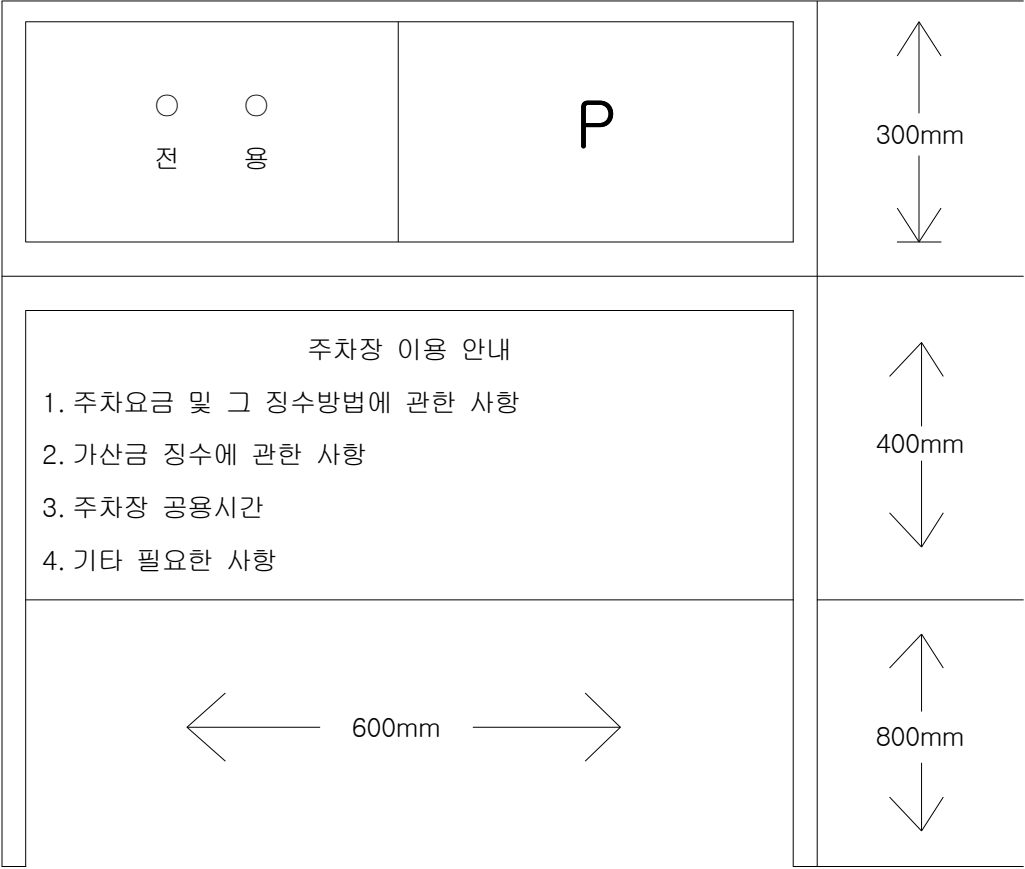 ○ ○
전 용
P
300mm
주차장 이용 안내
1. 주차요금 및 그 징수방법에 관한 사항
2. 가산금 징수에 관한 사항
3. 주차장 공용시간
4. 기타 필요한 사항
400mm
600mm
800mm